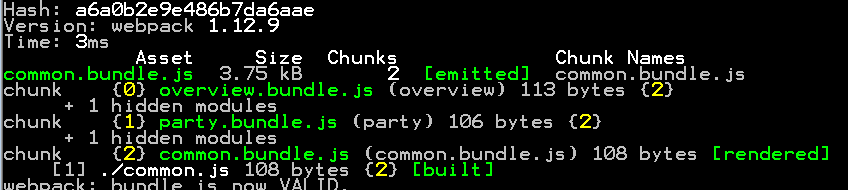 Hash: a6a0b2e9e486b7da6aae
Version: webpack 1.12.9
Time: 3ms
Asset Size Chunks Chunk Names
common.bundle.js 3.75 kB 2 [emitted] common.bundle.js
chunk {0} overview.bundle.js (overview) 113 bytes {2}
+ 1 hidden modules
chunk {1} party.bundle.js (party) 106 bytes {2}
+ 1 hidden modules
chunk {2} common.bundle.js (common.bundle.js) 108 bytes [rendered]
[1] ./common.js 108 bytes {2} [built]
webpack: bundle is now VALID.